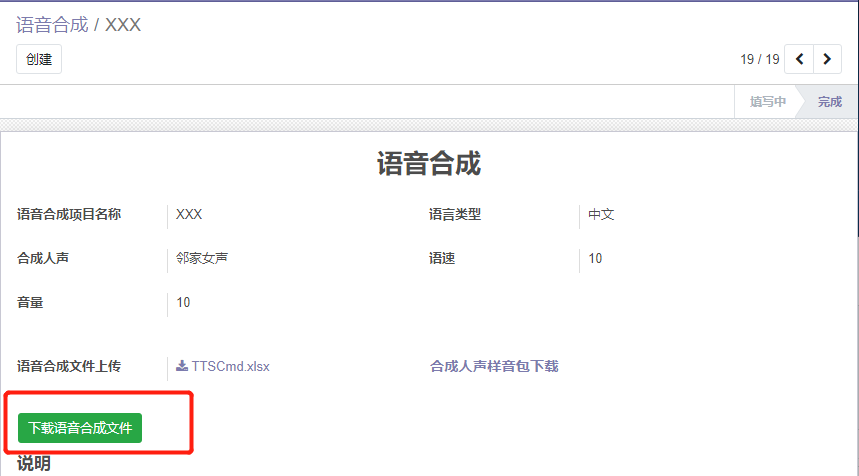 语音合成 / XXX
创建
19 / 19
填写中
完成
语音合成
语音合成项目名称 XXX 语言类型 中文
合成人声 邻家女声 语速 10
音量 10
语音合成文件上传 TTSCmd.xlsx 合成人声样音包下载
下载语音合成文件
说明